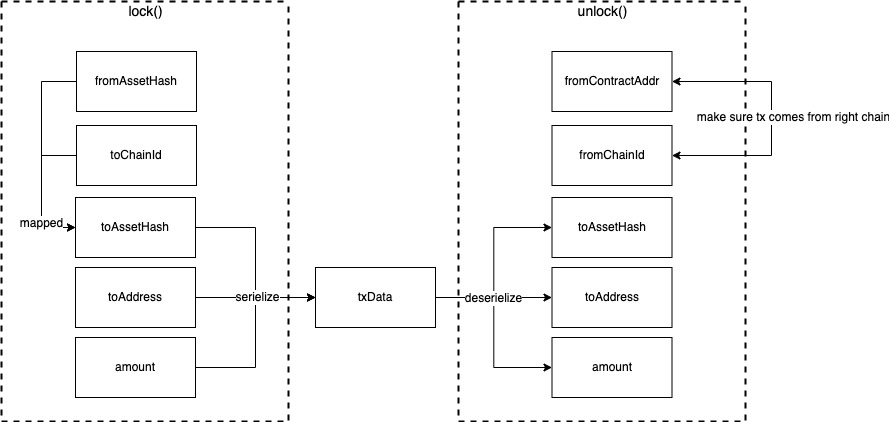 lock()
unlock()
fromAssetHash
fromContractAddr
make sure tx comes from right chain
toChainId
fromChainId
mapped
toAssetHash
toAssetHash
toAddress
serielize
txData
deserielize
toAddress
amount
amount